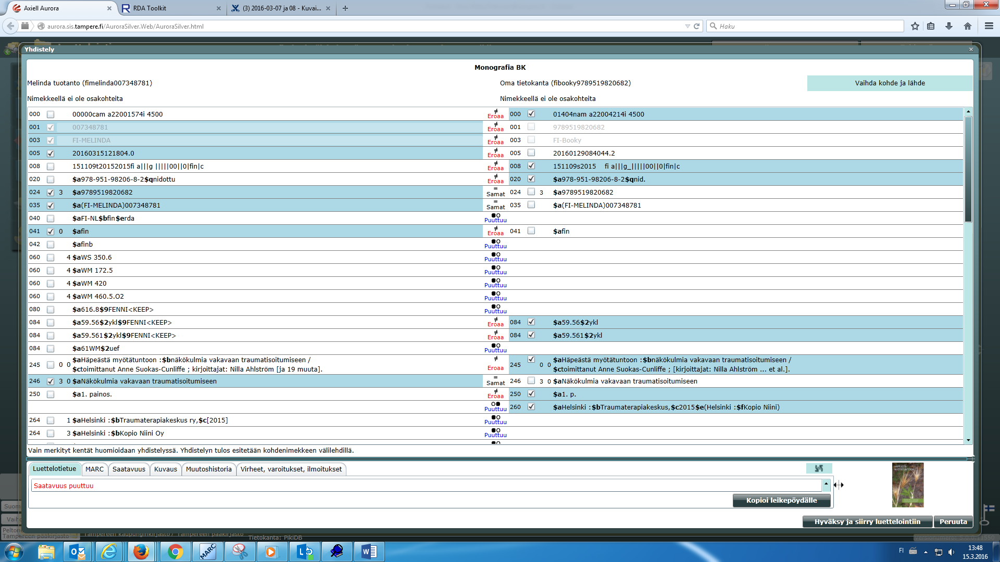 Axiell Aurora
RDA Toolkit
(3) 2016-03-07 ja 08 - Kuvai...
aurora.sis.tampere.fi/AuroraSilver.Web/AuroraSilver.html
Haku
Yhdistely
Monografia BK
Melinda tuotanto (fimelinda007348781)
Oma tietokanta (fibooky9789519820682)
Vaihda kohde ja lähde
Nimekkeellä ei ole osakohteita
Nimekkeellä ei ole osakohteita
000 00000cam a22001574i 4500 ≠ Eroaa 000 01404nam a22004214i 4500
001 007348781 ≠ Eroaa 001 9789519820682
003 FI-MELINDA ≠ Eroaa 003 FI-Booky
005 20160315121804.0 ≠ Eroaa 005 20160129084044.2
008 151109t20152015fi a|||g |||||00||0|fin|c ≠ Eroaa 008 151109s2015 fi a|||g_|||||00||0|fin|c
020 $a978-951-98206-8-2$qnidottu ≠ Eroaa 020 $a978-951-98206-8-2$qnid.
024 3 $a9789519820682 = Samat 024 3 $a9789519820682
035 $a(FI-MELINDA)007348781 = Samat 035 $a(FI-MELINDA)007348781
040 $aFI-NL$bfin$erda Puuttuu
041 0 $afin ≠ Eroaa 041 $afin
042 $afinb Puuttuu
060 4 $aWS 350.6 Puuttuu
060 4 $aWM 172.5 Puuttuu
060 4 $aWM 420 Puuttuu
060 4 $aWM 460.5.O2 Puuttuu
080 $a616.8$9FENNI<KEEP> Puuttuu
084 $a59.56$2ykl$9FENNI<KEEP> ≠ Eroaa 084 $a59.56$2ykl
084 $a59.561$2ykl$9FENNI<KEEP> ≠ Eroaa 084 $a59.561$2ykl
084 $a61WM$2uef Puuttuu
245 0 0 $aHäpeästä myötätuntoon :$bnäkökulmia vakavaan traumatisoitumiseen /
$ctoimittanut Anne Suokas-Cunliffe ; kirjoittajat: Nilla Ahlström [ja 19 muuta].
≠ Eroaa
245 0 0 $aHäpeästä myötätuntoon :$bnäkökulmia vakavaan traumatisoitumiseen /
$ctoimittanut Anne Suokas-Cunliffe ; [kirjoittajat: Nilla Ahlström ... et al.].
246 3 0 $aNäkökulmia vakavaan traumatisoitumiseen = Samat 246 3 0 $aNäkökulmia vakavaan traumatisoitumiseen
250 $a1. painos. ≠ Eroaa 250 $a1. p.
Puuttuu 260 $aHelsinki :$bTraumaterapiakeskus,$c2015$e(Helsinki :$fKopio Niini)
264 1 $aHelsinki :$bTraumaterapiakeskus ry,$c[2015] Puuttuu
264 3 $aHelsinki :$bKopio Niini Oy Puuttuu
Vain merkityt kentät huomioidaan yhdistelyssä. Yhdistelyn tulos esitetään kohdenimekkeen välilehdillä.
Luettelotietue MARC Saatavuus Kuvaus Muutoshistoria Virheet, varoitukset, ilmoitukset
Saatavuus puuttuu
Kopioi leikepöydälle
Hyväksy ja siirry luettelointiin Peruuta
Tampereen pääkirjasto Tampereen kaupunginkirjasto / Tampereen pääkirjasto Tietokanta: PikiDB
MARC
FI
13:48
15.3.2016